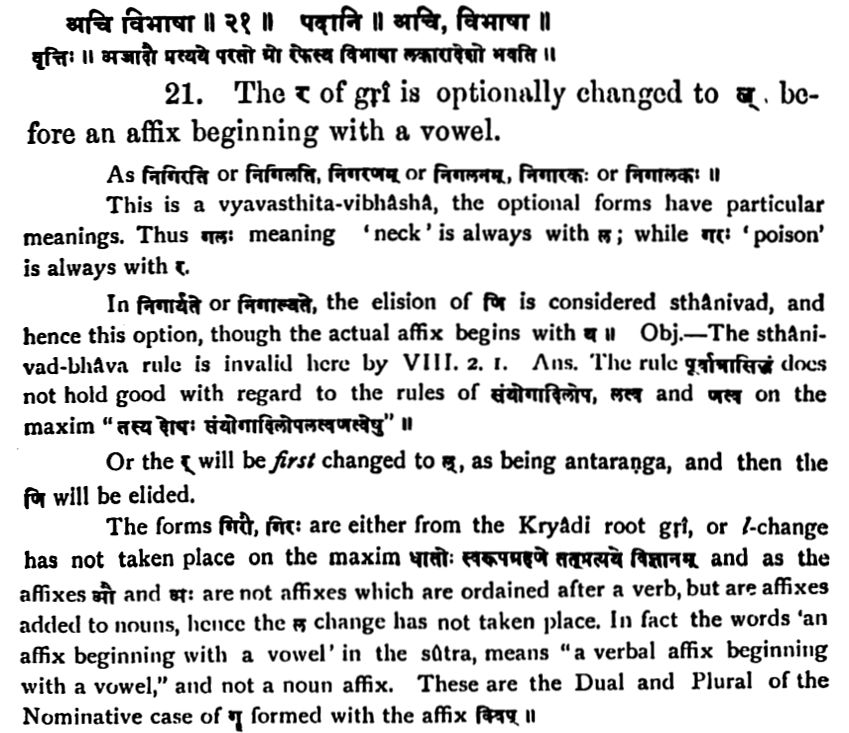 अचि विभाषा ॥ २१ ॥ पदानि ॥ अचि, विभाषा ॥
वृत्तिः ॥ अजादौ प्रत्यये परतो ग्रो रेफस्य विभाषा लकारादेशो भवति ॥
21. The र of gṛî is optionally changed to ल्. be-
fore an affix beginning with a vowel.
As निगिरति or निगिलति, निगरणम् or निगलनम्, निगारकः or निगालकः ॥
This is a vyavasthita-vibhâshâ, the optional forms have particular
meanings. Thus गलः meaning 'neck' is always with ल; while गरः 'poison'
is always with र.
In निगार्यते or निगाल्यते, the elision of णि is considered sthânivad, and
hence this option, though the actual affix begins with य ॥ Obj.—The sthâni-
vad-bhâva rule is invalid here by VIII. 2. 1. Ans. The rule पूर्वत्रासिद्धं does
not hold good with regard to the rules of संयोगादिलोप, लत्व and णत्व on the
maxim "तस्य दोषः संयोगादिलोपलत्वणत्वेषु" ॥
Or the र् will be first changed to ल्, as being antaraṇga, and then the
णि will be elided.
The forms गिरौ, गिरः are either from the Kryâdi root gṛî, or l-change
has not taken place on the maxim धातोः स्वरूपग्रहणे तत्प्रत्यये विज्ञानम् and as the
affixes औ and अः are not affixes which are ordained after a verb, but are affixes
added to nouns, hence the ल change has not taken place. In fact the words 'an
affix beginning with a vowel' in the sûtra, means "a verbal affix beginning
with a vowel," and not a noun affix. These are the Dual and Plural of the
Nominative case of गॄ formed with the affix क्विप् ॥